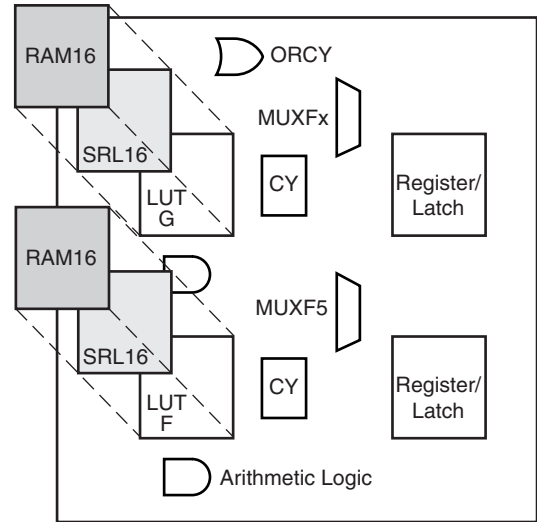 RAM16
ORCY
MUXFx
SRL16
LUT
G
CY
Register/
Latch
RAM16
MUXF5
SRL16
LUT
F
CY
Register/
Latch
Arithmetic Logic